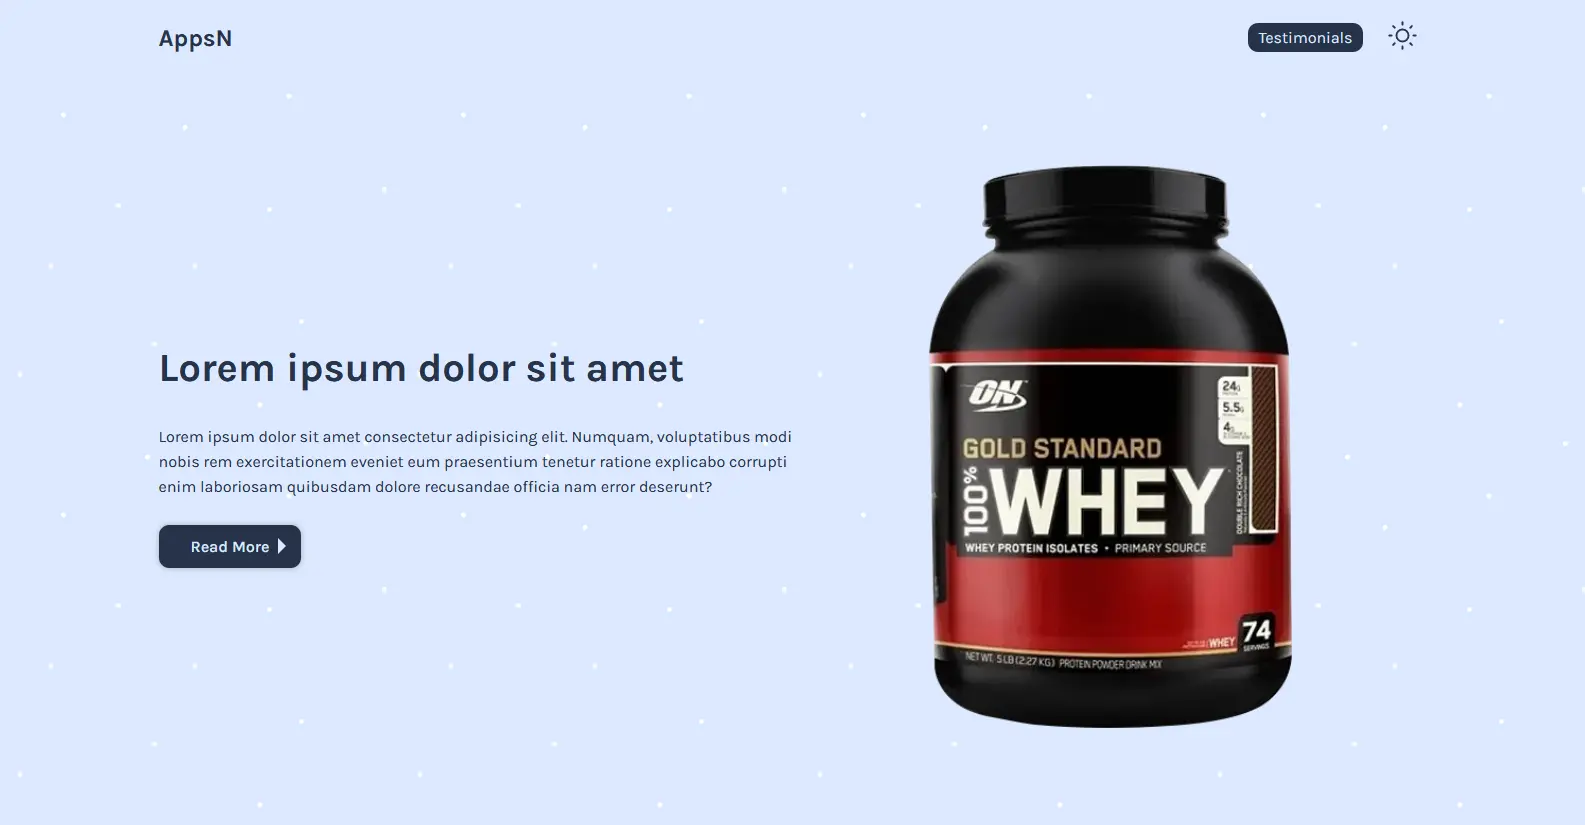 AppsN
Testimonials
Lorem ipsum dolor sit amet
Lorem ipsum dolor sit amet consectetur adipisicing elit. Numquam, voluptatibus modi
nobis rem exercitationem eveniet eum praesentium tenetur ratione explicabo corrupti
enim laboriosam quibusdam dolore recusandae officia nam error deserunt?
Read More
ON
24g
5.5g
4g
GOLD STANDARD
100% WHEY
DOUBLE RICH CHOCOLATE
WHEY PROTEIN ISOLATES • PRIMARY SOURCE
WHEY
74
SERVINGS
NET WT. 5 LB (2.27 KG) PROTEIN POWDER DRINK MIX